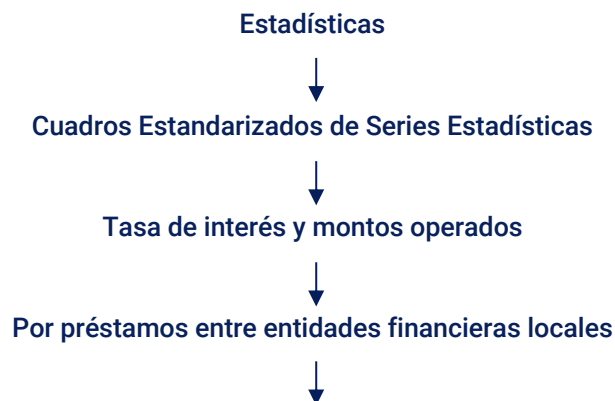 Estadísticas
Cuadros Estandarizados de Series Estadísticas
Tasa de interés y montos operados
Por préstamos entre entidades financieras locales